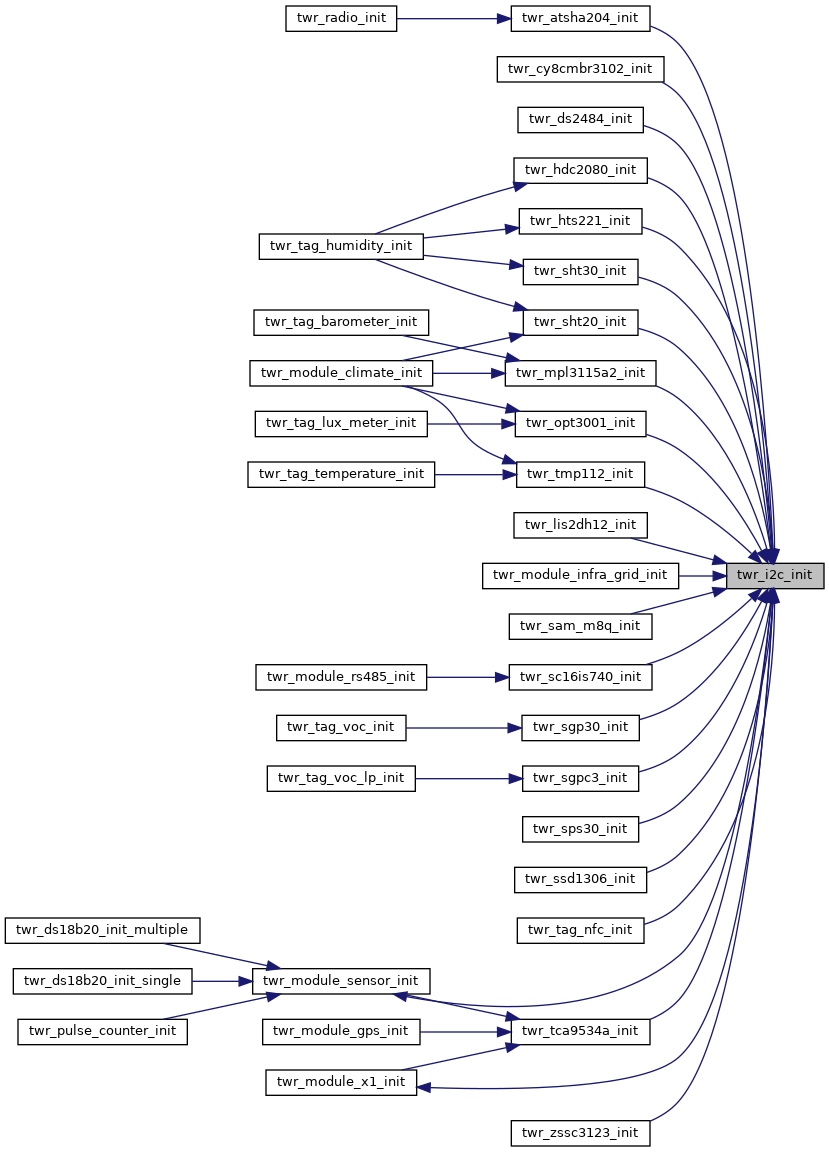 twr_radio_init
twr_atsha204_init
twr_cy8cmbr3102_init
twr_ds2484_init
twr_hdc2080_init
twr_hts221_init
twr_tag_humidity_init
twr_sht30_init
twr_tag_barometer_init
twr_sht20_init
twr_module_climate_init
twr_mpl3115a2_init
twr_tag_lux_meter_init
twr_opt3001_init
twr_tag_temperature_init
twr_tmp112_init
twr_lis2dh12_init
twr_module_infra_grid_init
twr_i2c_init
twr_sam_m8q_init
twr_module_rs485_init
twr_sc16is740_init
twr_tag_voc_init
twr_sgp30_init
twr_tag_voc_lp_init
twr_sgpc3_init
twr_sps30_init
twr_ssd1306_init
twr_ds18b20_init_multiple
twr_tag_nfc_init
twr_ds18b20_init_single
twr_module_sensor_init
twr_pulse_counter_init
twr_module_gps_init
twr_tca9534a_init
twr_module_x1_init
twr_zssc3123_init